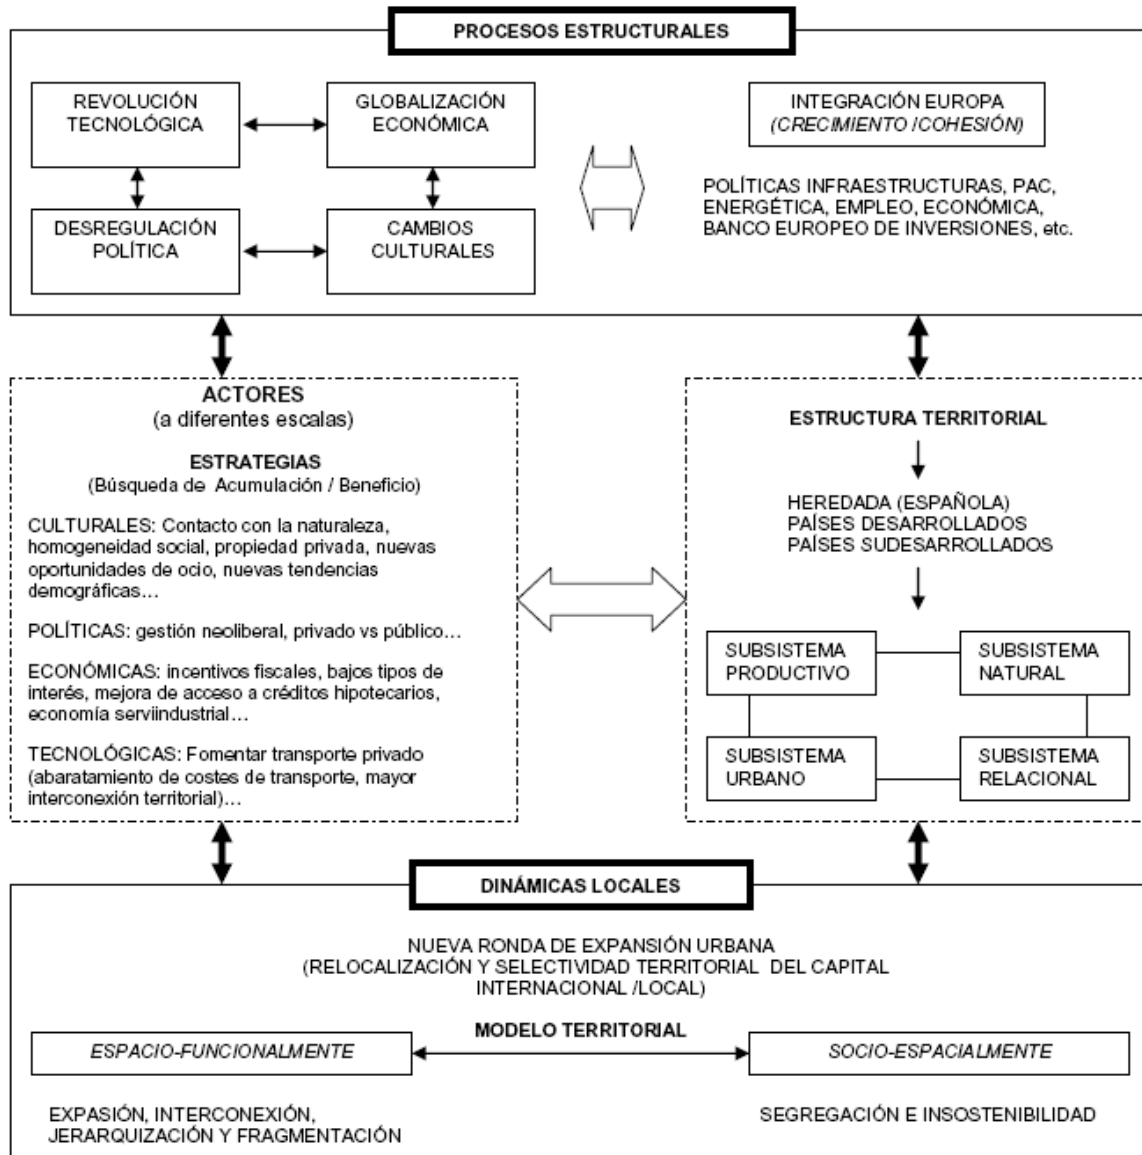 PROCESOS ESTRUCTURALES
REVOLUCIÓN
TECNOLÓGICA
GLOBALIZACIÓN
ECONÓMICA
INTEGRACIÓN EUROPA
(CRECIMIENTO /COHESIÓN)
DESREGULACIÓN
POLÍTICA
CAMBIOS
CULTURALES
POLÍTICAS INFRAESTRUCTURAS, PAC,
ENERGÉTICA, EMPLEO, ECONÓMICA,
BANCO EUROPEO DE INVERSIONES, etc.
ACTORES
(a diferentes escalas)
ESTRATEGIAS
(Búsqueda de Acumulación / Beneficio)
CULTURALES: Contacto con la naturaleza,
homogeneidad social, propiedad privada, nuevas
oportunidades de ocio, nuevas tendencias
demográficas…
POLÍTICAS: gestión neoliberal, privado vs público…
ECONÓMICAS: incentivos fiscales, bajos tipos de
interés, mejora de acceso a créditos hipotecarios,
economía serviindustrial…
TECNOLÓGICAS: Fomentar transporte privado
(abaratamiento de costes de transporte, mayor
interconexión territorial)…
ESTRUCTURA TERRITORIAL
HEREDADA (ESPAÑOLA)
PAÍSES DESARROLLADOS
PAÍSES SUDESARROLLADOS
SUBSISTEMA
PRODUCTIVO
SUBSISTEMA
NATURAL
SUBSISTEMA
URBANO
SUBSISTEMA
RELACIONAL
DINÁMICAS LOCALES
NUEVA RONDA DE EXPANSIÓN URBANA
(RELOCALIZACIÓN Y SELECTIVIDAD TERRITORIAL DEL CAPITAL
INTERNACIONAL /LOCAL)
MODELO TERRITORIAL
ESPACIO-FUNCIONALMENTE
SOCIO-ESPACIALMENTE
EXPASIÓN, INTERCONEXIÓN,
JERARQUIZACIÓN Y FRAGMENTACIÓN
SEGREGACIÓN E INSOSTENIBILIDAD